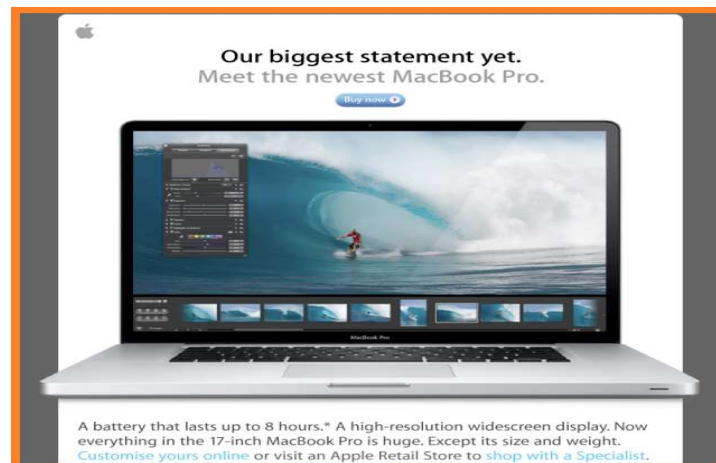 Our biggest statement yet.
Meet the newest MacBook Pro.
Buy now
MacBook Pro
A battery that lasts up to 8 hours.* A high-resolution widescreen display. Now
everything in the 17-inch MacBook Pro is huge. Except its size and weight.
Customise yours online or visit an Apple Retail Store to shop with a Specialist.